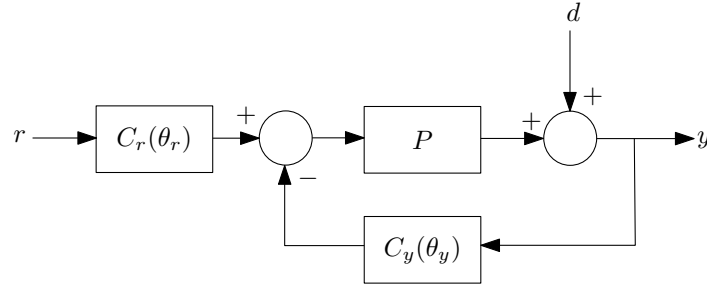 d
+
+
+
r
C_r(θ_r)
P
y
−
C_y(θ_y)